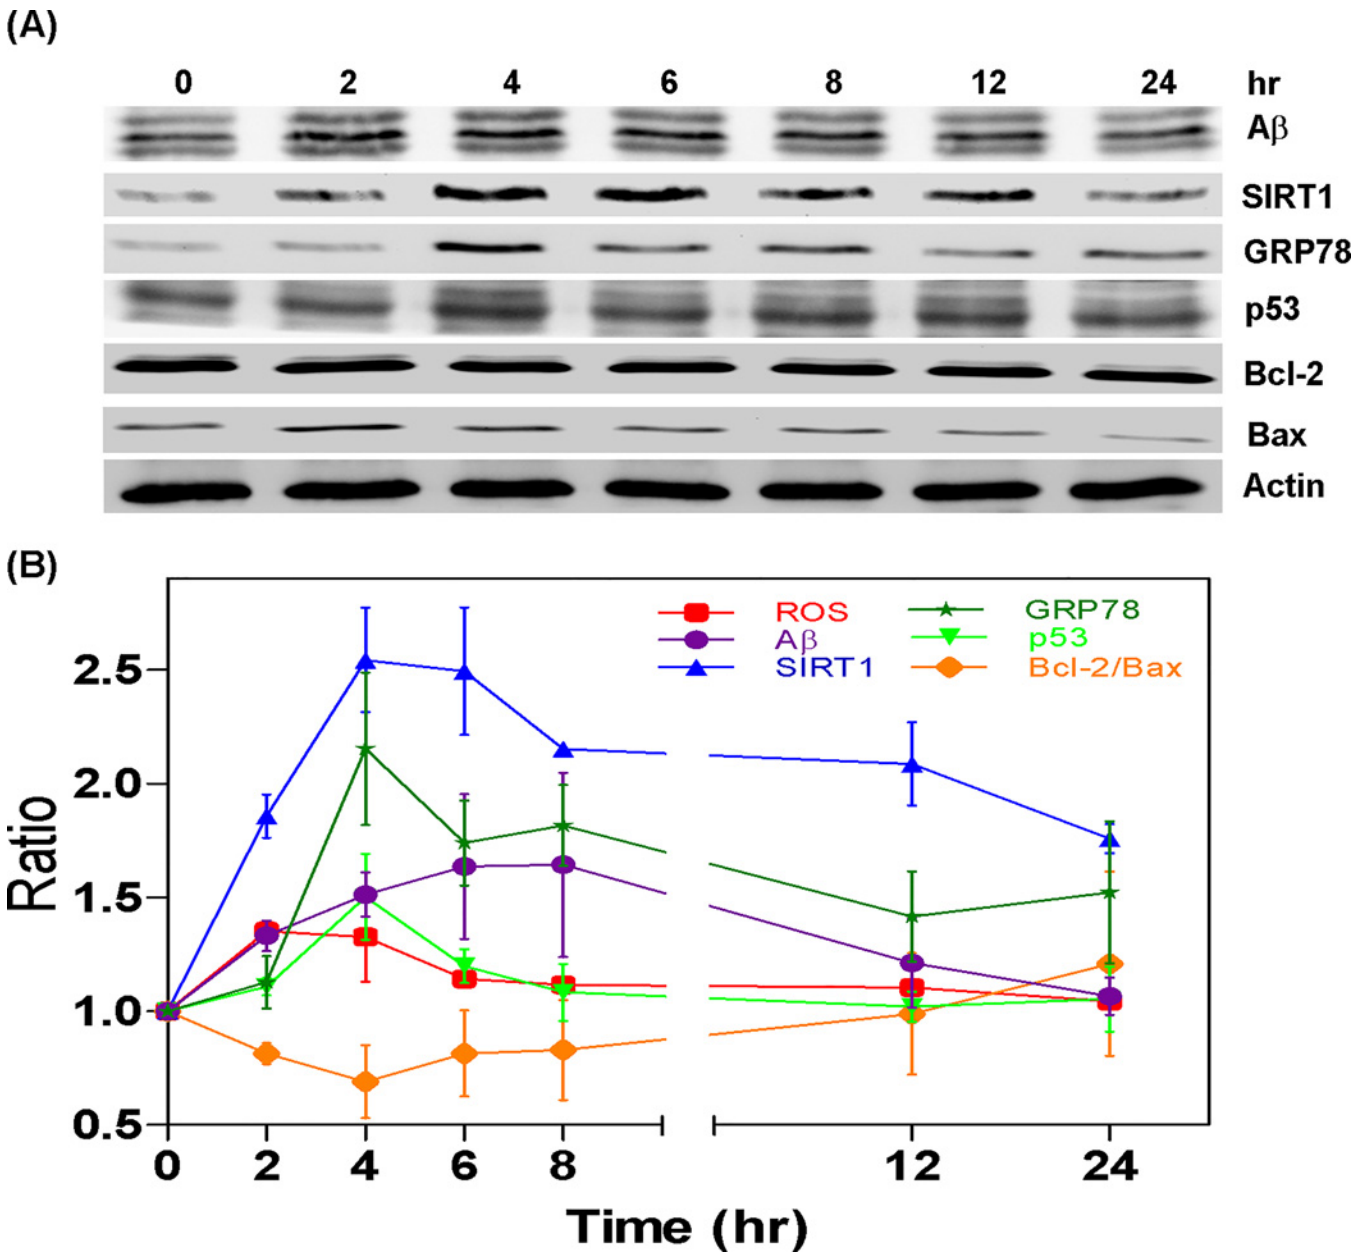 (A)
0 2 4 6 8 12 24 hr
Aβ
SIRT1
GRP78
p53
Bcl-2
Bax
Actin
(B)
ROS GRP78
Aβ p53
SIRT1 Bcl-2/Bax
2.5
2.0
1.5
1.0
0.5
Ratio
0 2 4 6 8 12 24
Time (hr)